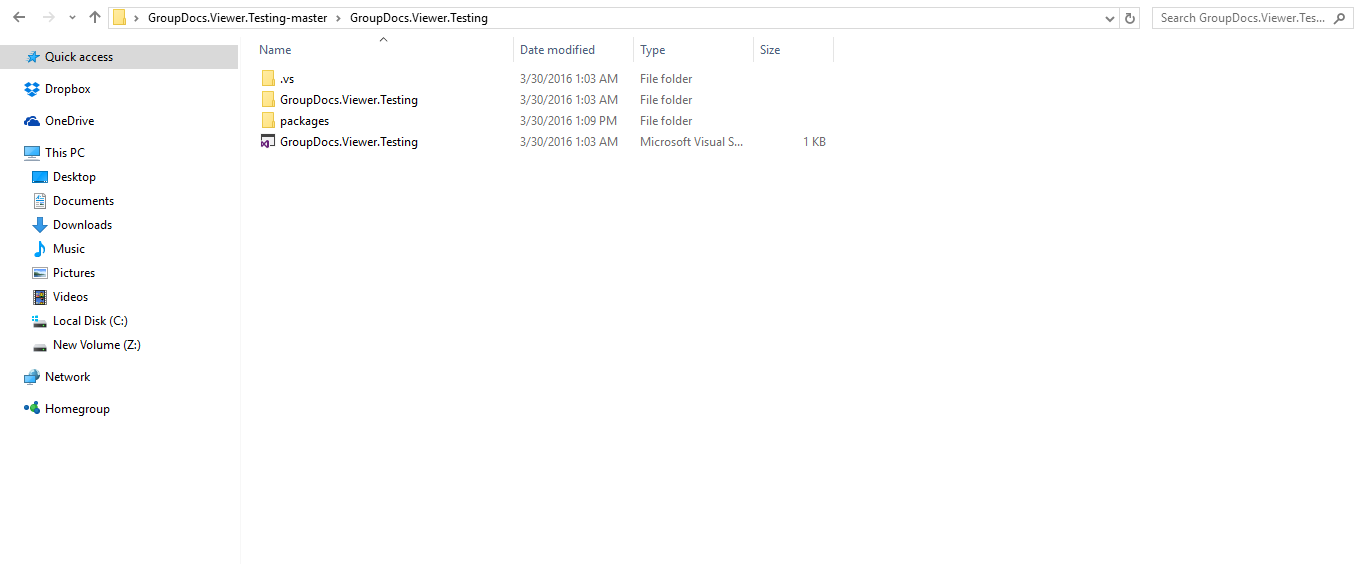 GroupDocs.Viewer.Testing-master > GroupDocs.Viewer.Testing
Search GroupDocs.Viewer.Tes...
Quick access
Dropbox
OneDrive
This PC
Desktop
Documents
Downloads
Music
Pictures
Videos
Local Disk (C:)
New Volume (Z:)
Network
Homegroup
Name Date modified Type Size
.vs 3/30/2016 1:03 AM File folder
GroupDocs.Viewer.Testing 3/30/2016 1:03 AM File folder
packages 3/30/2016 1:09 PM File folder
GroupDocs.Viewer.Testing 3/30/2016 1:03 AM Microsoft Visual S... 1 KB